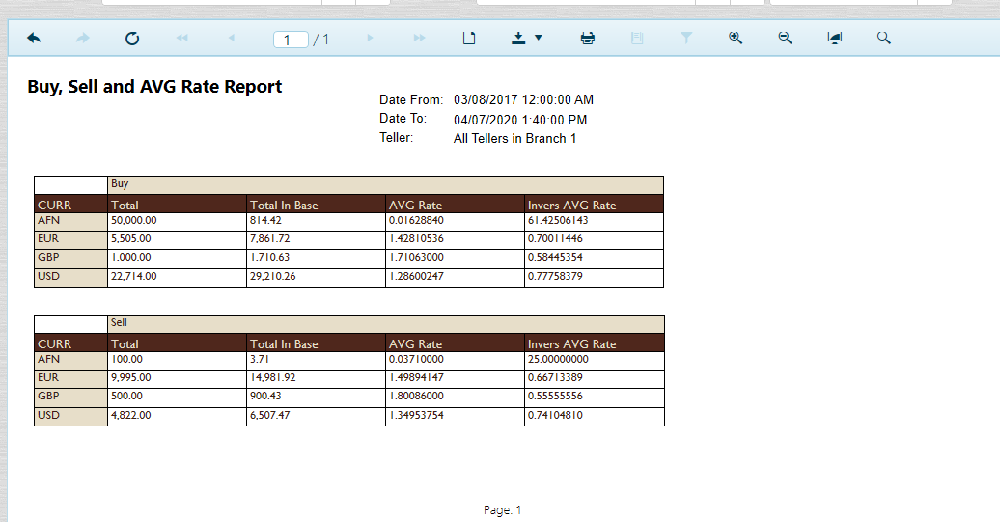 1 / 1
Buy, Sell and AVG Rate Report
Date From: 03/08/2017 12:00:00 AM
Date To: 04/07/2020 1:40:00 PM
Teller: All Tellers in Branch 1
Buy
CURR Total Total In Base AVG Rate Invers AVG Rate
AFN 50,000.00 814.42 0.01628840 61.42506143
EUR 5,505.00 7,861.72 1.42810536 0.70011446
GBP 1,000.00 1,710.63 1.71063000 0.58445354
USD 22,714.00 29,210.26 1.28600247 0.77758379
Sell
CURR Total Total In Base AVG Rate Invers AVG Rate
AFN 100.00 3.71 0.03710000 25.00000000
EUR 9,995.00 14,981.92 1.49894147 0.66713389
GBP 500.00 900.43 1.80086000 0.55555556
USD 4,822.00 6,507.47 1.34953754 0.74104810
Page: 1